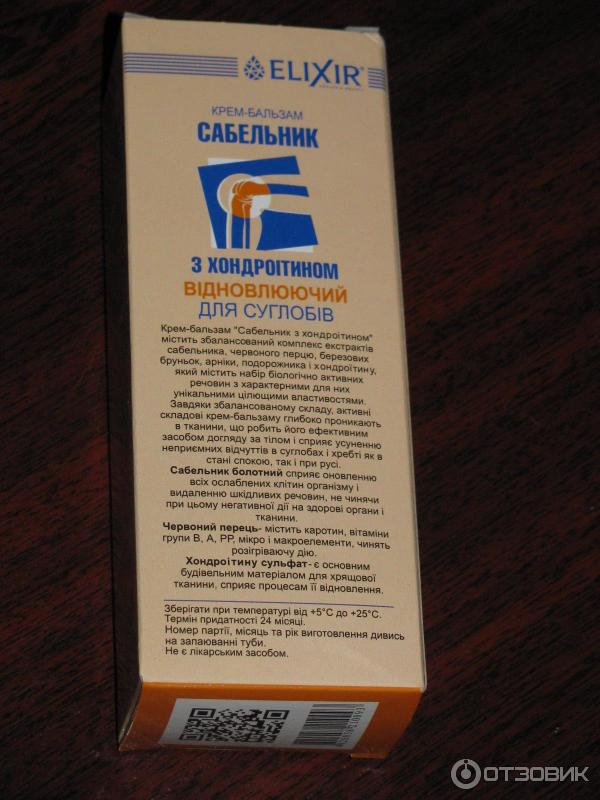 ELIXIR®
КРЕМ-БАЛЬЗАМ
САБЕЛЬНИК
З ХОНДРОІТИНОМ
ВІДНОВЛЮЮЧИЙ
ДЛЯ СУГЛОБІВ
Крем-бальзам "Сабельник з хондроїтином"
містить збалансований комплекс екстрактів
сабельника, червоного перцю, березових
бруньок, арніки, подорожника і хондроїтину,
який містить набір біологічно активних
речовин з характерними для них
унікальними цілющими властивостями.
Завдяки збалансованому складу, активні
складові крем-бальзаму глибоко проникають
в тканини, що робить його ефективним
засобом догляду за тілом і сприяє усуненню
неприємних відчуттів в суглобах і хребті як в
стані спокою, так і при русі.
Сабельник болотний сприяє оновленню
всіх ослаблених клітин організму і
видаленню шкідливих речовин, не чинячи
при цьому негативної дії на здорові органи і
тканини.
Червоний перець- містить каротин, вітаміни
групи В, А, РР, мікро і макроелементи, чинять
розігріваючу дію.
Хондроїтину сульфат- є основним
будівельним матеріалом для хрящової
тканини, сприяє процесам її відновлення.
Зберігати при температурі від +5°С до +25°С.
Термін придатності 24 місяці.
Номер партії, місяць та рік виготовлення дивись
на запаюванні туби.
Не є лікарським засобом.
ОТЗОВИК